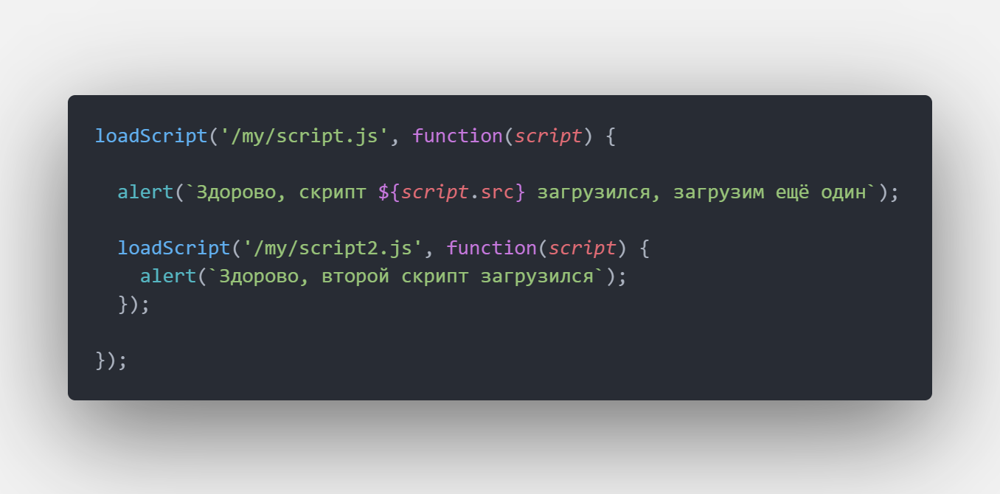 loadScript('/my/script.js', function(script) {
alert(`Здорово, скрипт ${script.src} загрузился, загрузим ещё один`);
loadScript('/my/script2.js', function(script) {
alert(`Здорово, второй скрипт загрузился`);
});
});